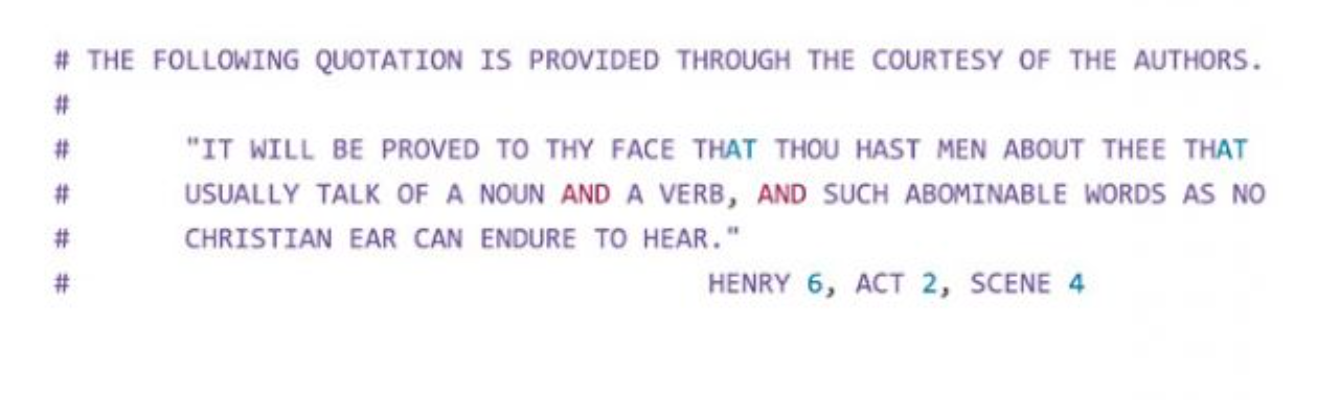 # THE FOLLOWING QUOTATION IS PROVIDED THROUGH THE COURTESY OF THE AUTHORS.
#
# "IT WILL BE PROVED TO THY FACE THAT THOU HAST MEN ABOUT THEE THAT
# USUALLY TALK OF A NOUN AND A VERB, AND SUCH ABOMINABLE WORDS AS NO
# CHRISTIAN EAR CAN ENDURE TO HEAR."
# HENRY 6, ACT 2, SCENE 4